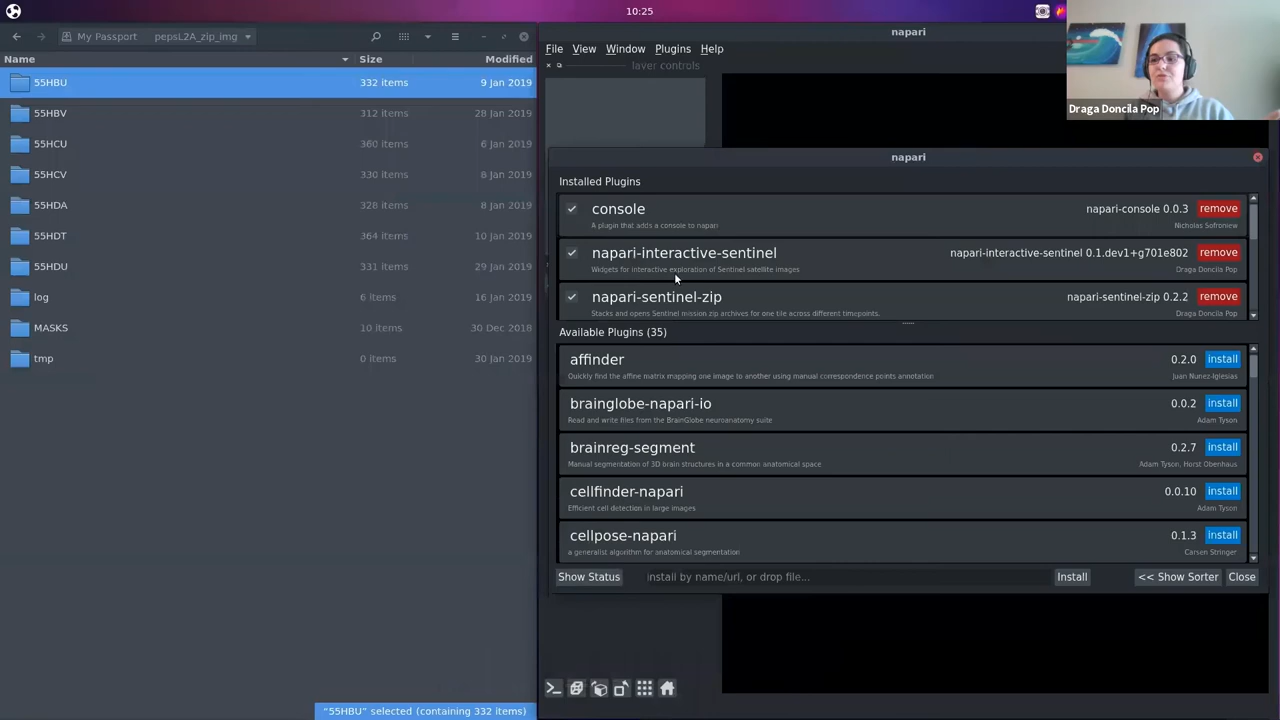 10:25
My Passport
pepsL2A_zip_img
Name
Size
Modified
55HBU
332 items
9 Jan 2019
55HBV
312 items
28 Jan 2019
55HCU
360 items
6 Jan 2019
55HCV
330 items
8 Jan 2019
55HDA
328 items
8 Jan 2019
55HDT
364 items
10 Jan 2019
55HDU
331 items
29 Jan 2019
log
6 items
16 Jan 2019
MASKS
10 items
30 Dec 2018
tmp
0 items
30 Jan 2019
"55HBU" selected (containing 332 items)
napari
File View Window Plugins Help
layer controls
Draga Doncila Pop
napari
Installed Plugins
console
napari-console 0.0.3
remove
A plugin that adds a console to napari
Nicholas Sofroniew
napari-interactive-sentinel
napari-interactive-sentinel 0.1.dev1+g701e802
remove
Widgets for interactive exploration of Sentinel satellite images
Draga Doncila Pop
napari-sentinel-zip
napari-sentinel-zip 0.2.2
remove
Stacks and opens Sentinel mission zip archives for one tile across different timepoints.
Draga Doncila Pop
Available Plugins (35)
affinder
0.2.0
install
Quickly find the affine matrix mapping one image to another using manual correspondence points annotation
Juan Nunez-Iglesias
brainglobe-napari-io
0.0.2
install
Read and write files from the BrainGlobe neuroanatomy suite
Adam Tyson
brainreg-segment
0.2.7
install
Manual segmentation of 3D brain structures in a common anatomical space
Adam Tyson, Horst Obenhaus
cellfinder-napari
0.0.10
install
Efficient cell detection in large images
Adam Tyson
cellpose-napari
0.1.3
install
a generalist algorithm for anatomical segmentation
Carsen Stringer
Show Status
install by name/url, or drop file...
Install
<< Show Sorter
Close